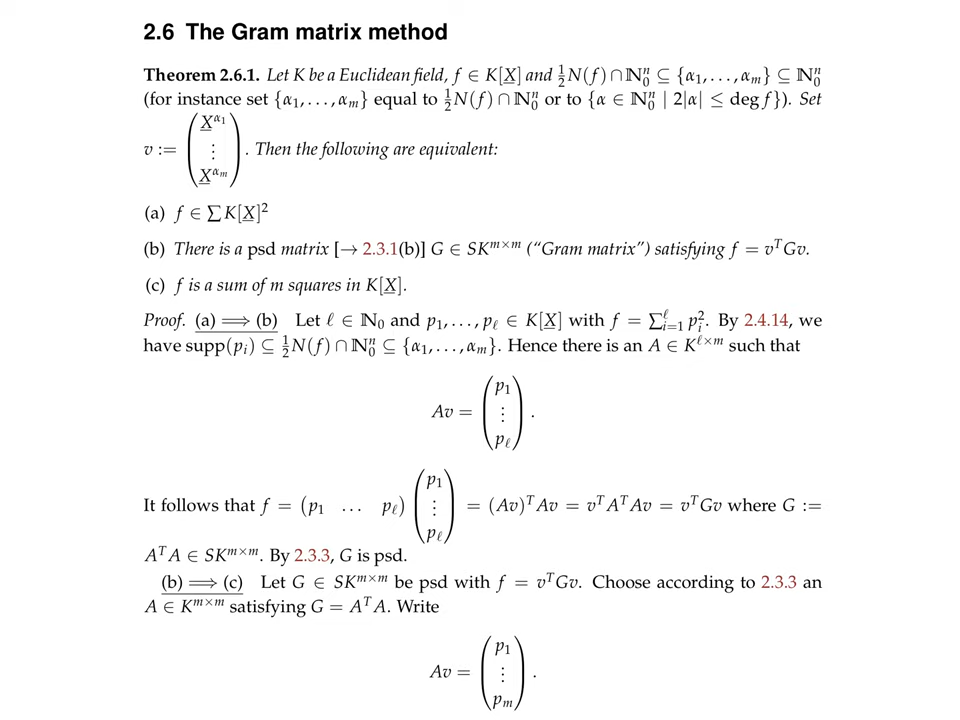 2.6 The Gram matrix method
Theorem 2.6.1. Let K be a Euclidean field, f ∈ K[X̲] and ½N(f) ∩ ℕ₀ⁿ ⊆ {α₁, . . . , αₘ} ⊆ ℕ₀ⁿ
(for instance set {α₁, . . . , αₘ} equal to ½N(f) ∩ ℕ₀ⁿ or to {α ∈ ℕ₀ⁿ | 2|α| ≤ deg f}). Set
v := (X̲^{α₁} ⋮ X̲^{αₘ}) . Then the following are equivalent:
(a) f ∈ ∑ K[X̲]²
(b) There is a psd matrix [→ 2.3.1(b)] G ∈ SK^{m×m} (“Gram matrix”) satisfying f = vᵀGv.
(c) f is a sum of m squares in K[X̲].
Proof. (a) ⟹ (b) Let ℓ ∈ ℕ₀ and p₁, . . . , p_ℓ ∈ K[X̲] with f = ∑_{i=1}^{ℓ} p_i². By 2.4.14, we
have supp(p_i) ⊆ ½N(f) ∩ ℕ₀ⁿ ⊆ {α₁, . . . , αₘ}. Hence there is an A ∈ K^{ℓ×m} such that
Av = (p₁ ⋮ p_ℓ) .
It follows that f = (p₁ . . . p_ℓ) (p₁ ⋮ p_ℓ) = (Av)ᵀAv = vᵀAᵀAv = vᵀGv where G :=
AᵀA ∈ SK^{m×m}. By 2.3.3, G is psd.
(b) ⟹ (c) Let G ∈ SK^{m×m} be psd with f = vᵀGv. Choose according to 2.3.3 an
A ∈ K^{m×m} satisfying G = AᵀA. Write
Av = (p₁ ⋮ pₘ) .